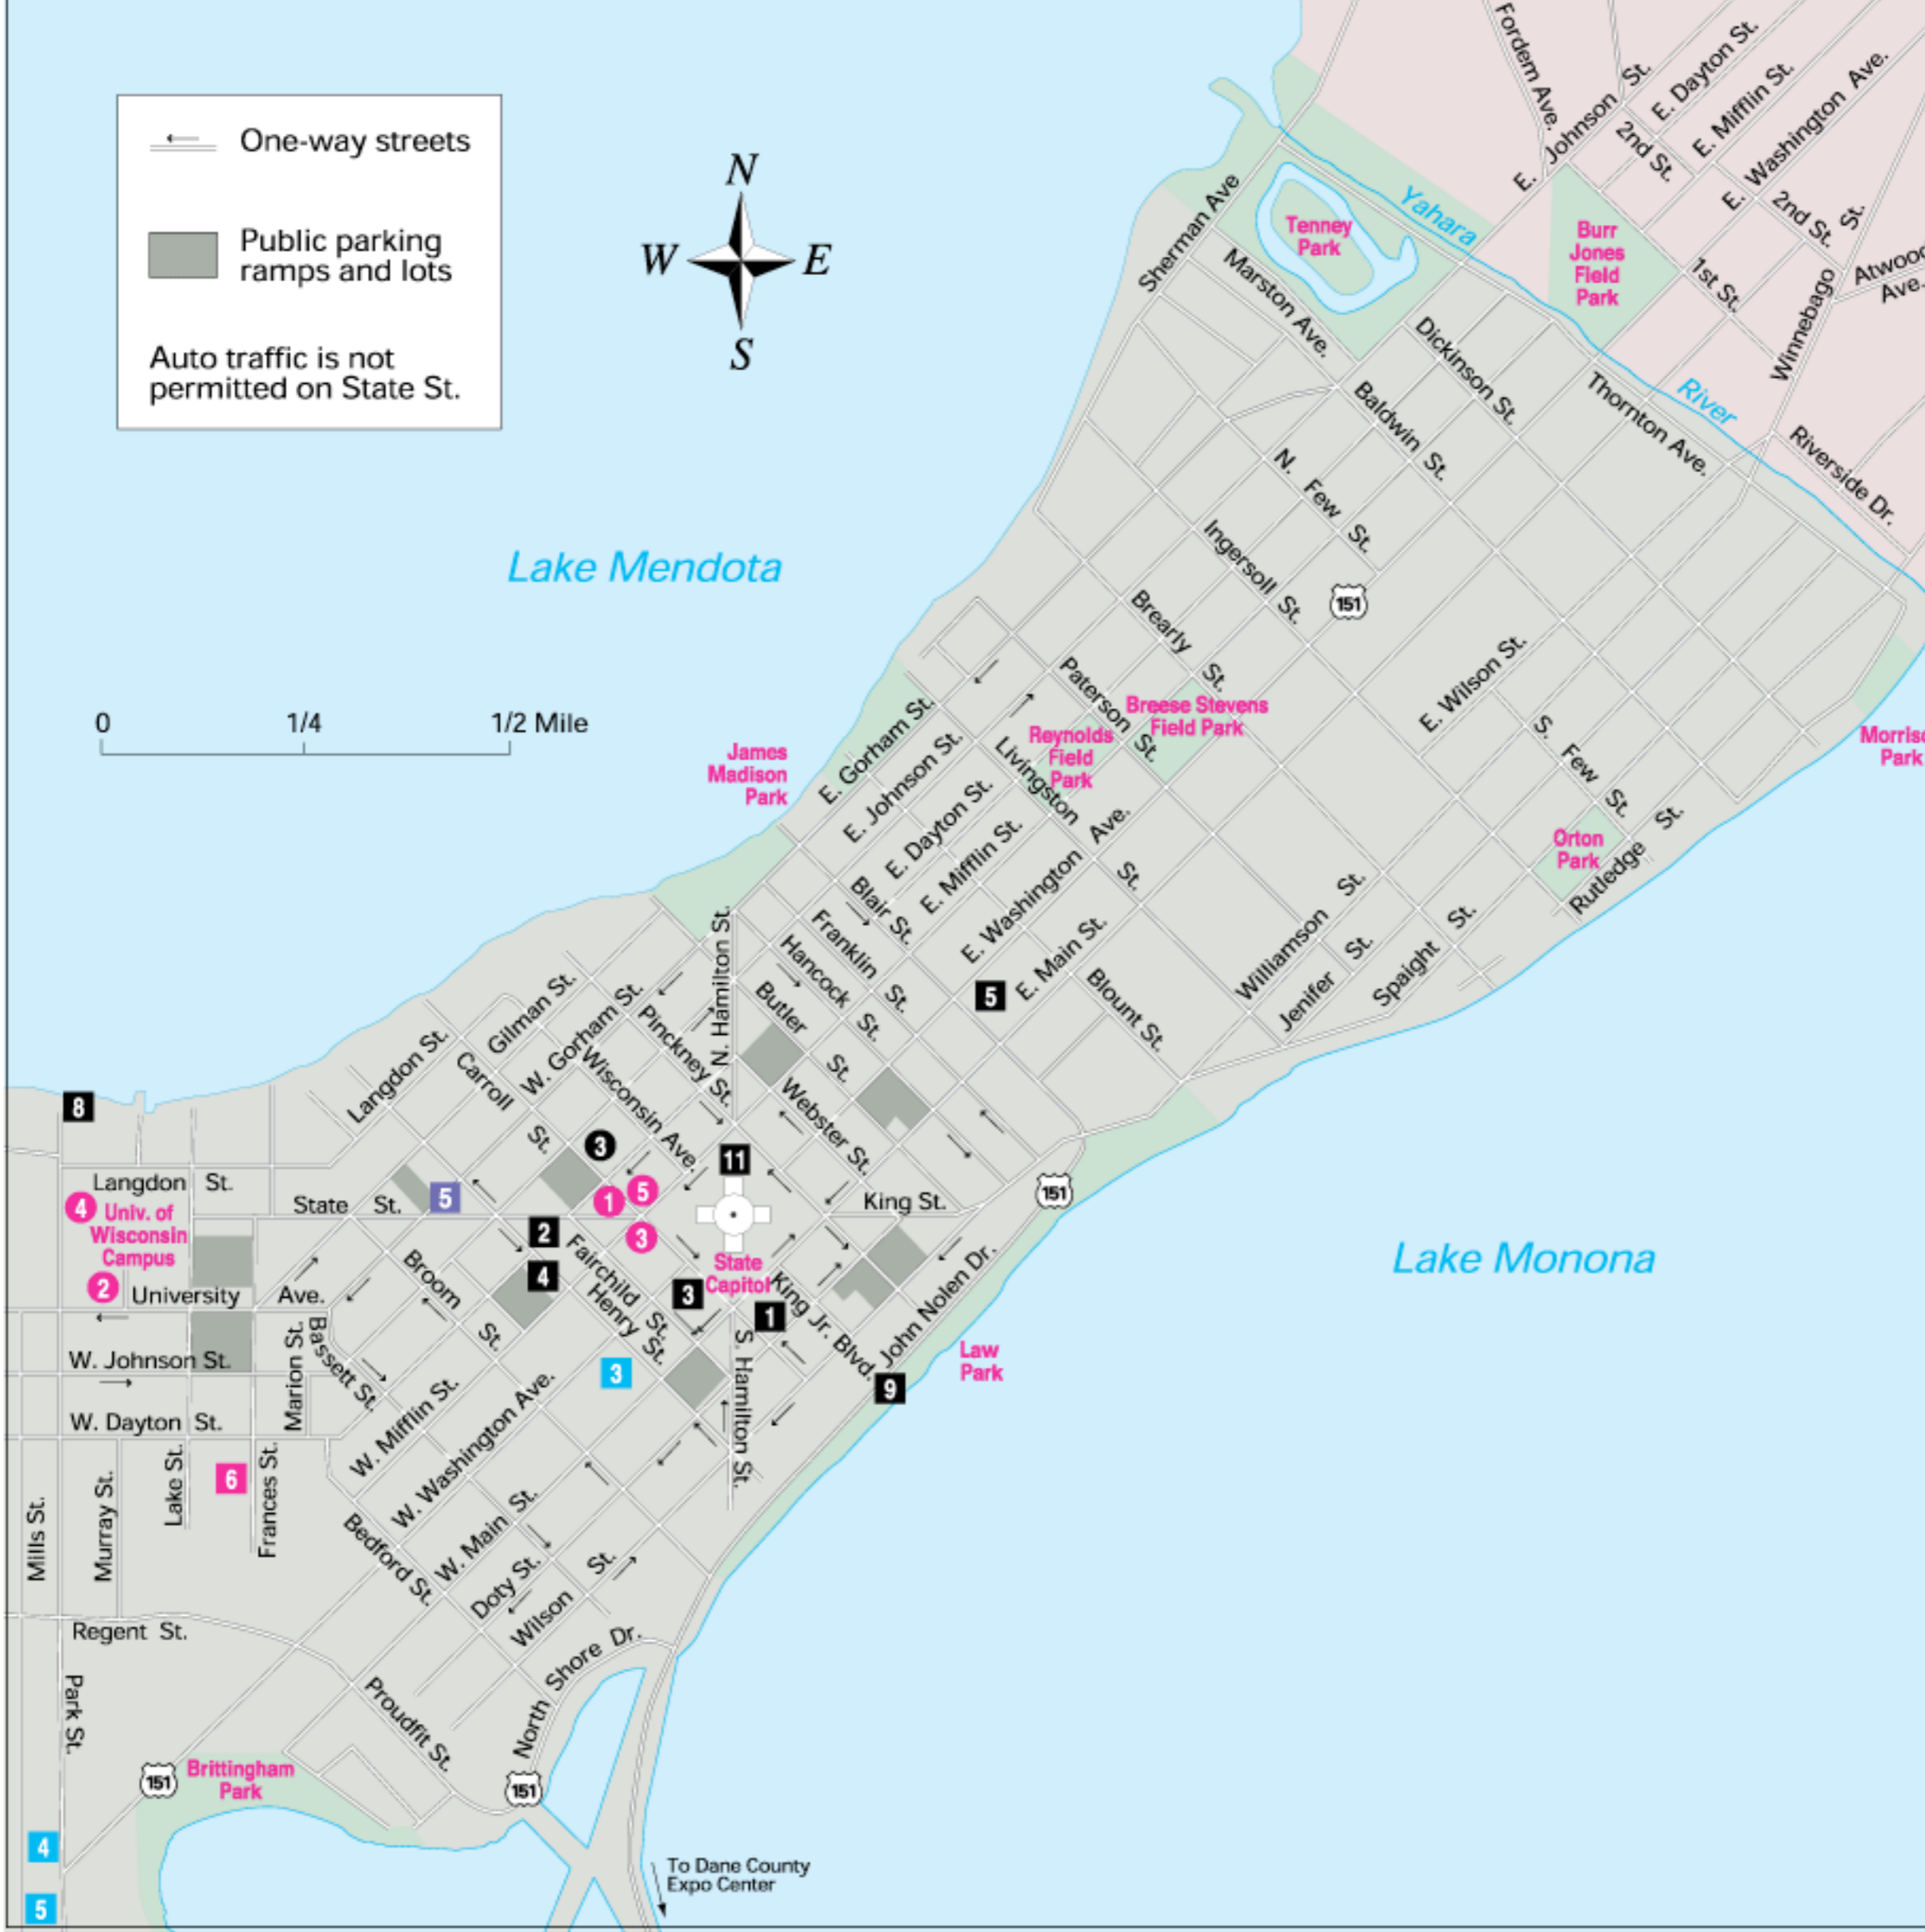 One-way streets
Public parking
ramps and lots
Auto traffic is not
permitted on State St.
N
W
E
S
0
1/4
1/2 Mile
Lake Mendota
Lake Monona
Fordem Ave.
E. Johnson St.
E. Dayton St.
E. Mifflin St.
E. Washington Ave.
2nd St.
2nd St.
1st St.
Winnebago St.
Atwood
Ave.
Yahara
River
Burr
Jones
Field
Park
Tenney
Park
Sherman Ave
Marston Ave.
Dickinson St.
Baldwin St.
Thornton Ave.
Riverside Dr.
N. Few St.
Ingersoll St.
151
Brearly St.
Paterson St.
Breese Stevens
Field Park
Reynolds
Field
Park
Livingston St.
E. Wilson St.
S. Few St.
Orton
Park
Rutledge St.
Park
James
Madison
Park
E. Gorham St.
E. Johnson St.
E. Dayton St.
E. Mifflin St.
E. Washington Ave.
E. Main St.
Blair St.
Franklin St.
Hancock St.
Butler St.
Blount St.
Williamson St.
Jenifer St.
Spaight St.
5
N. Hamilton St.
Gilman St.
W. Gorham St.
Pinckney St.
Wisconsin Ave.
Webster St.
Langdon St.
Carroll St.
8
3
11
1
5
3
Langdon St.
State St.
5
4
Univ. of
Wisconsin
Campus
2
2
4
King St.
151
State
Capitol
University Ave.
Broom St.
Fairchild St.
Henry St.
3
1
King Jr. Blvd.
John Nolen Dr.
Law
Park
9
W. Johnson St.
Marion St.
Bassett St.
3
S. Hamilton St.
W. Dayton St.
W. Mifflin St.
W. Washington Ave.
W. Main St.
Doty St.
Wilson St.
6
Mills St.
Murray St.
Lake St.
Frances St.
Bedford St.
Regent St.
Park St.
Proudfit St.
North Shore Dr.
151
Brittingham
Park
151
4
5
To Dane County
Expo Center